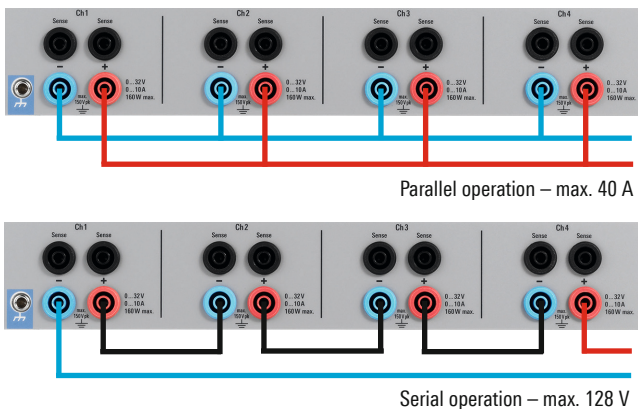 Ch1 Ch2 Ch3 Ch4
Sense Sense Sense Sense Sense Sense Sense Sense
− + − + − + − +
0...32V 0...32V 0...32V 0...32V
max. 0...10A max. 0...10A max. 0...10A max. 0...10A
150Vpk 160W max. 150Vpk 160W max. 150Vpk 160W max. 150Vpk 160W max.
Parallel operation – max. 40 A
Ch1 Ch2 Ch3 Ch4
Sense Sense Sense Sense Sense Sense Sense Sense
− + − + − + − +
0...32V 0...32V 0...32V 0...32V
max. 0...10A max. 0...10A max. 0...10A max. 0...10A
150Vpk 160W max. 150Vpk 160W max. 150Vpk 160W max. 150Vpk 160W max.
Serial operation – max. 128 V